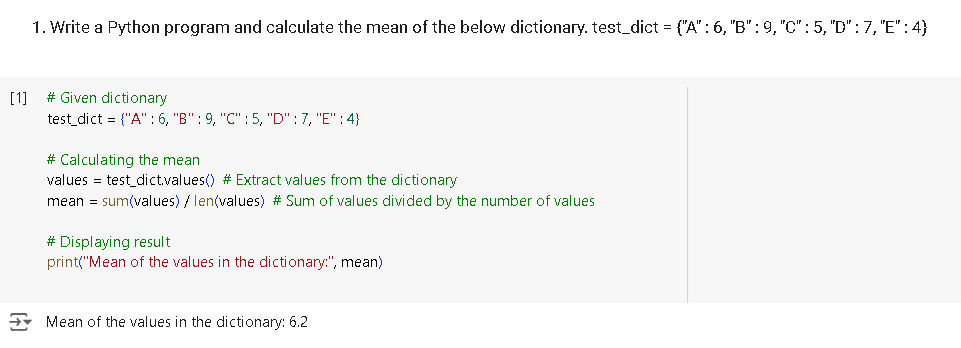 1. Write a Python program and calculate the mean of the below dictionary. test_dict = {"A" : 6, "B" : 9, "C" : 5, "D" : 7, "E" : 4}
[1] # Given dictionary
test_dict = {"A" : 6, "B" : 9, "C" : 5, "D" : 7, "E" : 4}
# Calculating the mean
values = test_dict.values() # Extract values from the dictionary
mean = sum(values) / len(values) # Sum of values divided by the number of values
# Displaying result
print("Mean of the values in the dictionary:", mean)
Mean of the values in the dictionary: 6.2